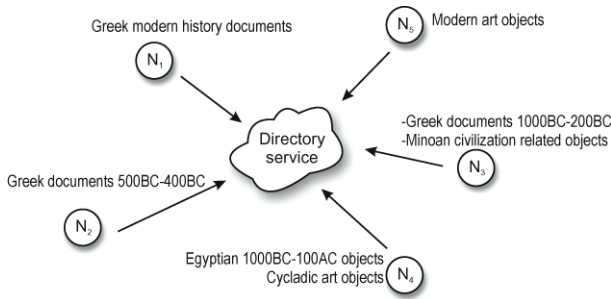 Greek modern history documents
N1
N5
Modern art objects
Directory
service
-Greek documents 1000BC-200BC
-Minoan civilization related objects
N3
Greek documents 500BC-400BC
N2
Egyptian 1000BC-100AC objects
Cycladic art objects
N4